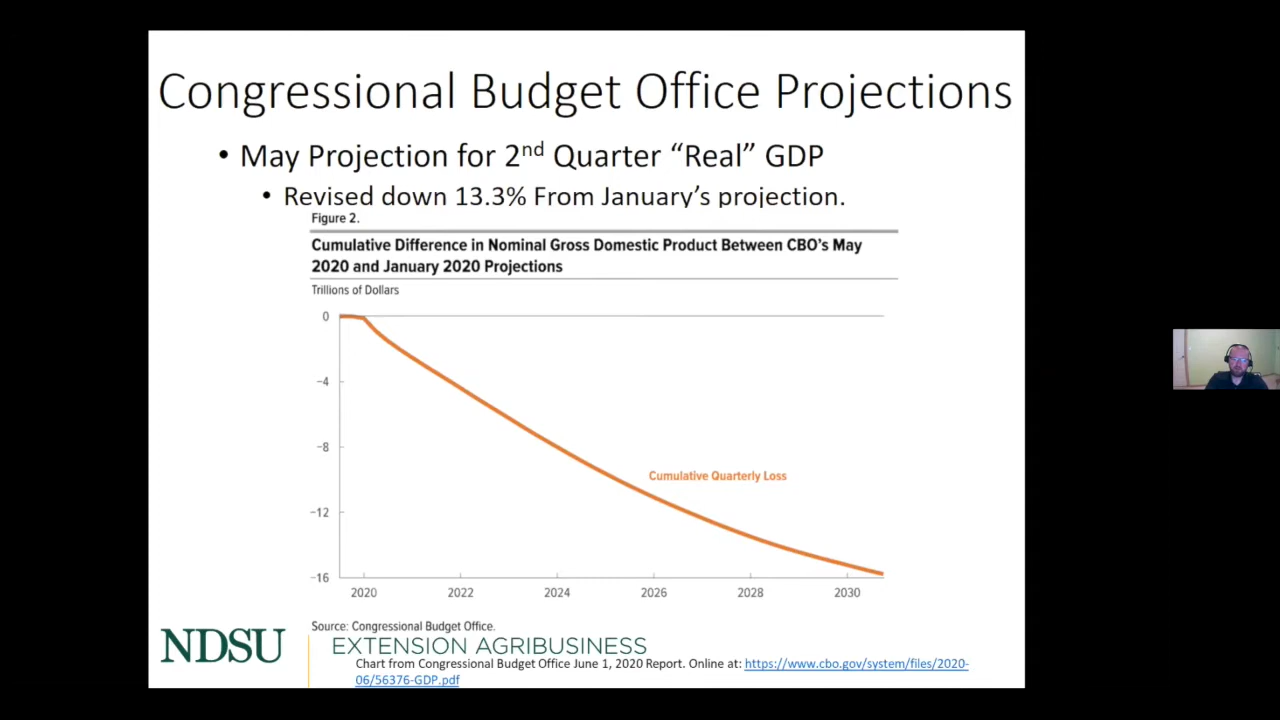 Congressional Budget Office Projections
• May Projection for 2nd Quarter “Real” GDP
• Revised down 13.3% From January’s projection.
Figure 2.
Cumulative Difference in Nominal Gross Domestic Product Between CBO’s May
2020 and January 2020 Projections
Trillions of Dollars
0
−4
−8
Cumulative Quarterly Loss
−12
−16
2020 2022 2024 2026 2028 2030
Source: Congressional Budget Office.
NDSU EXTENSION AGRIBUSINESS
Chart from Congressional Budget Office June 1, 2020 Report. Online at: https://www.cbo.gov/system/files/2020-
06/56376-GDP.pdf